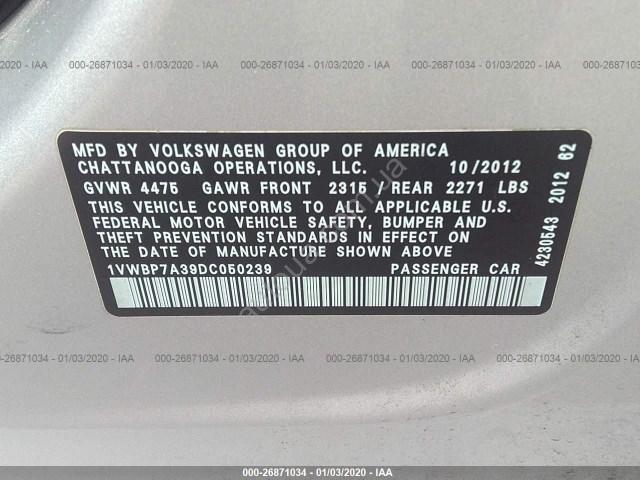 000-26871034 - 01/03/2020 - IAA
MFD BY VOLKSWAGEN GROUP OF AMERICA
CHATTANOOGA OPERATIONS, LLC. 10/2012
GVWR 4475 GAWR FRONT 2315 / REAR 2271 LBS
THIS VEHICLE CONFORMS TO ALL APPLICABLE U.S.
FEDERAL MOTOR VEHICLE SAFETY, BUMPER AND
THEFT PREVENTION STANDARDS IN EFFECT ON
THE DATE OF MANUFACTURE SHOWN ABOVE
1VWBP7A39DC050239 PASSENGER CAR
4230543 2012 62
000-26871034 - 01/03/2020 - IAA
000-26871034 - 01/03/2020 - IAA